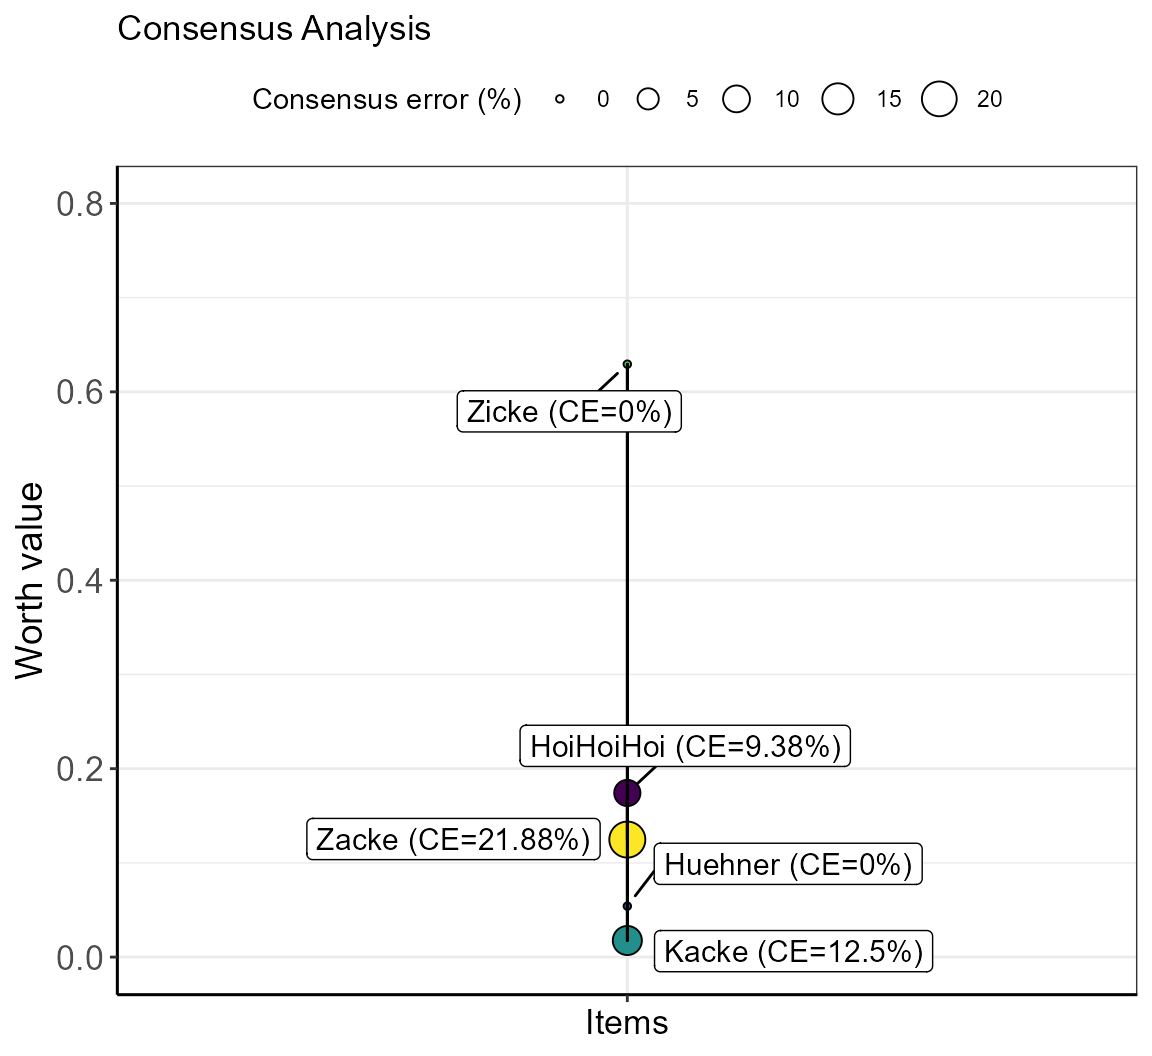 Consensus Analysis
Consensus error (%) 0 5 10 15 20
0.8
0.6
Zicke (CE=0%)
Worth value
0.4
HoiHoiHoi (CE=9.38%)
0.2
Zacke (CE=21.88%)
Huehner (CE=0%)
Kacke (CE=12.5%)
0.0
Items